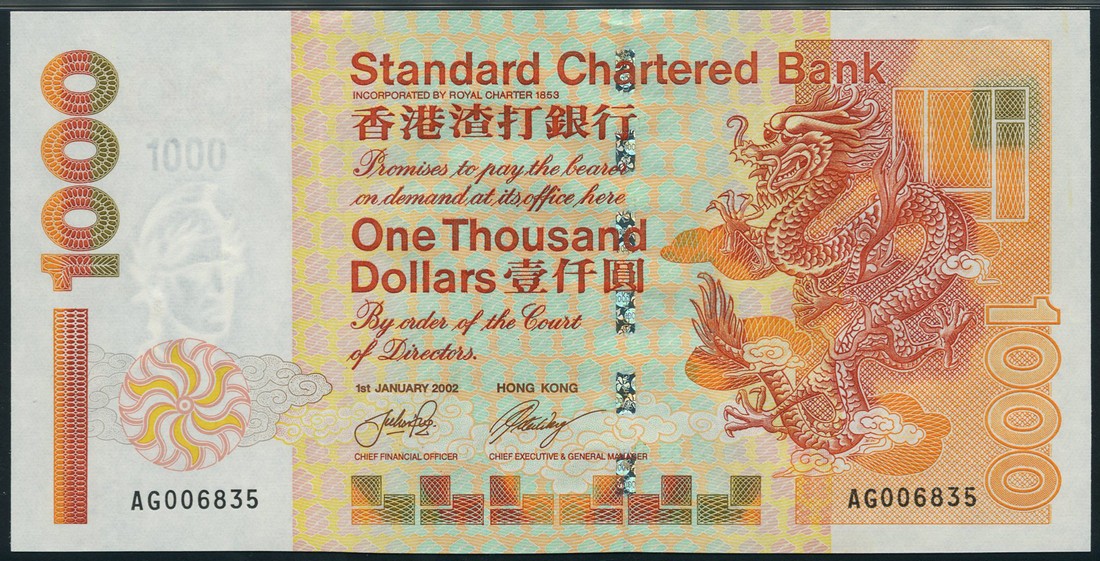 1000
1000
Standard Chartered Bank
INCORPORATED BY ROYAL CHARTER 1853
香港渣打銀行
Promises to pay the bearer
on demand at its office here
One Thousand
Dollars 壹仟圓
By order of the Court
of Directors.
1st JANUARY 2002 HONG KONG
CHIEF FINANCIAL OFFICER CHIEF EXECUTIVE & GENERAL MANAGER
1000
AG006835 AG006835